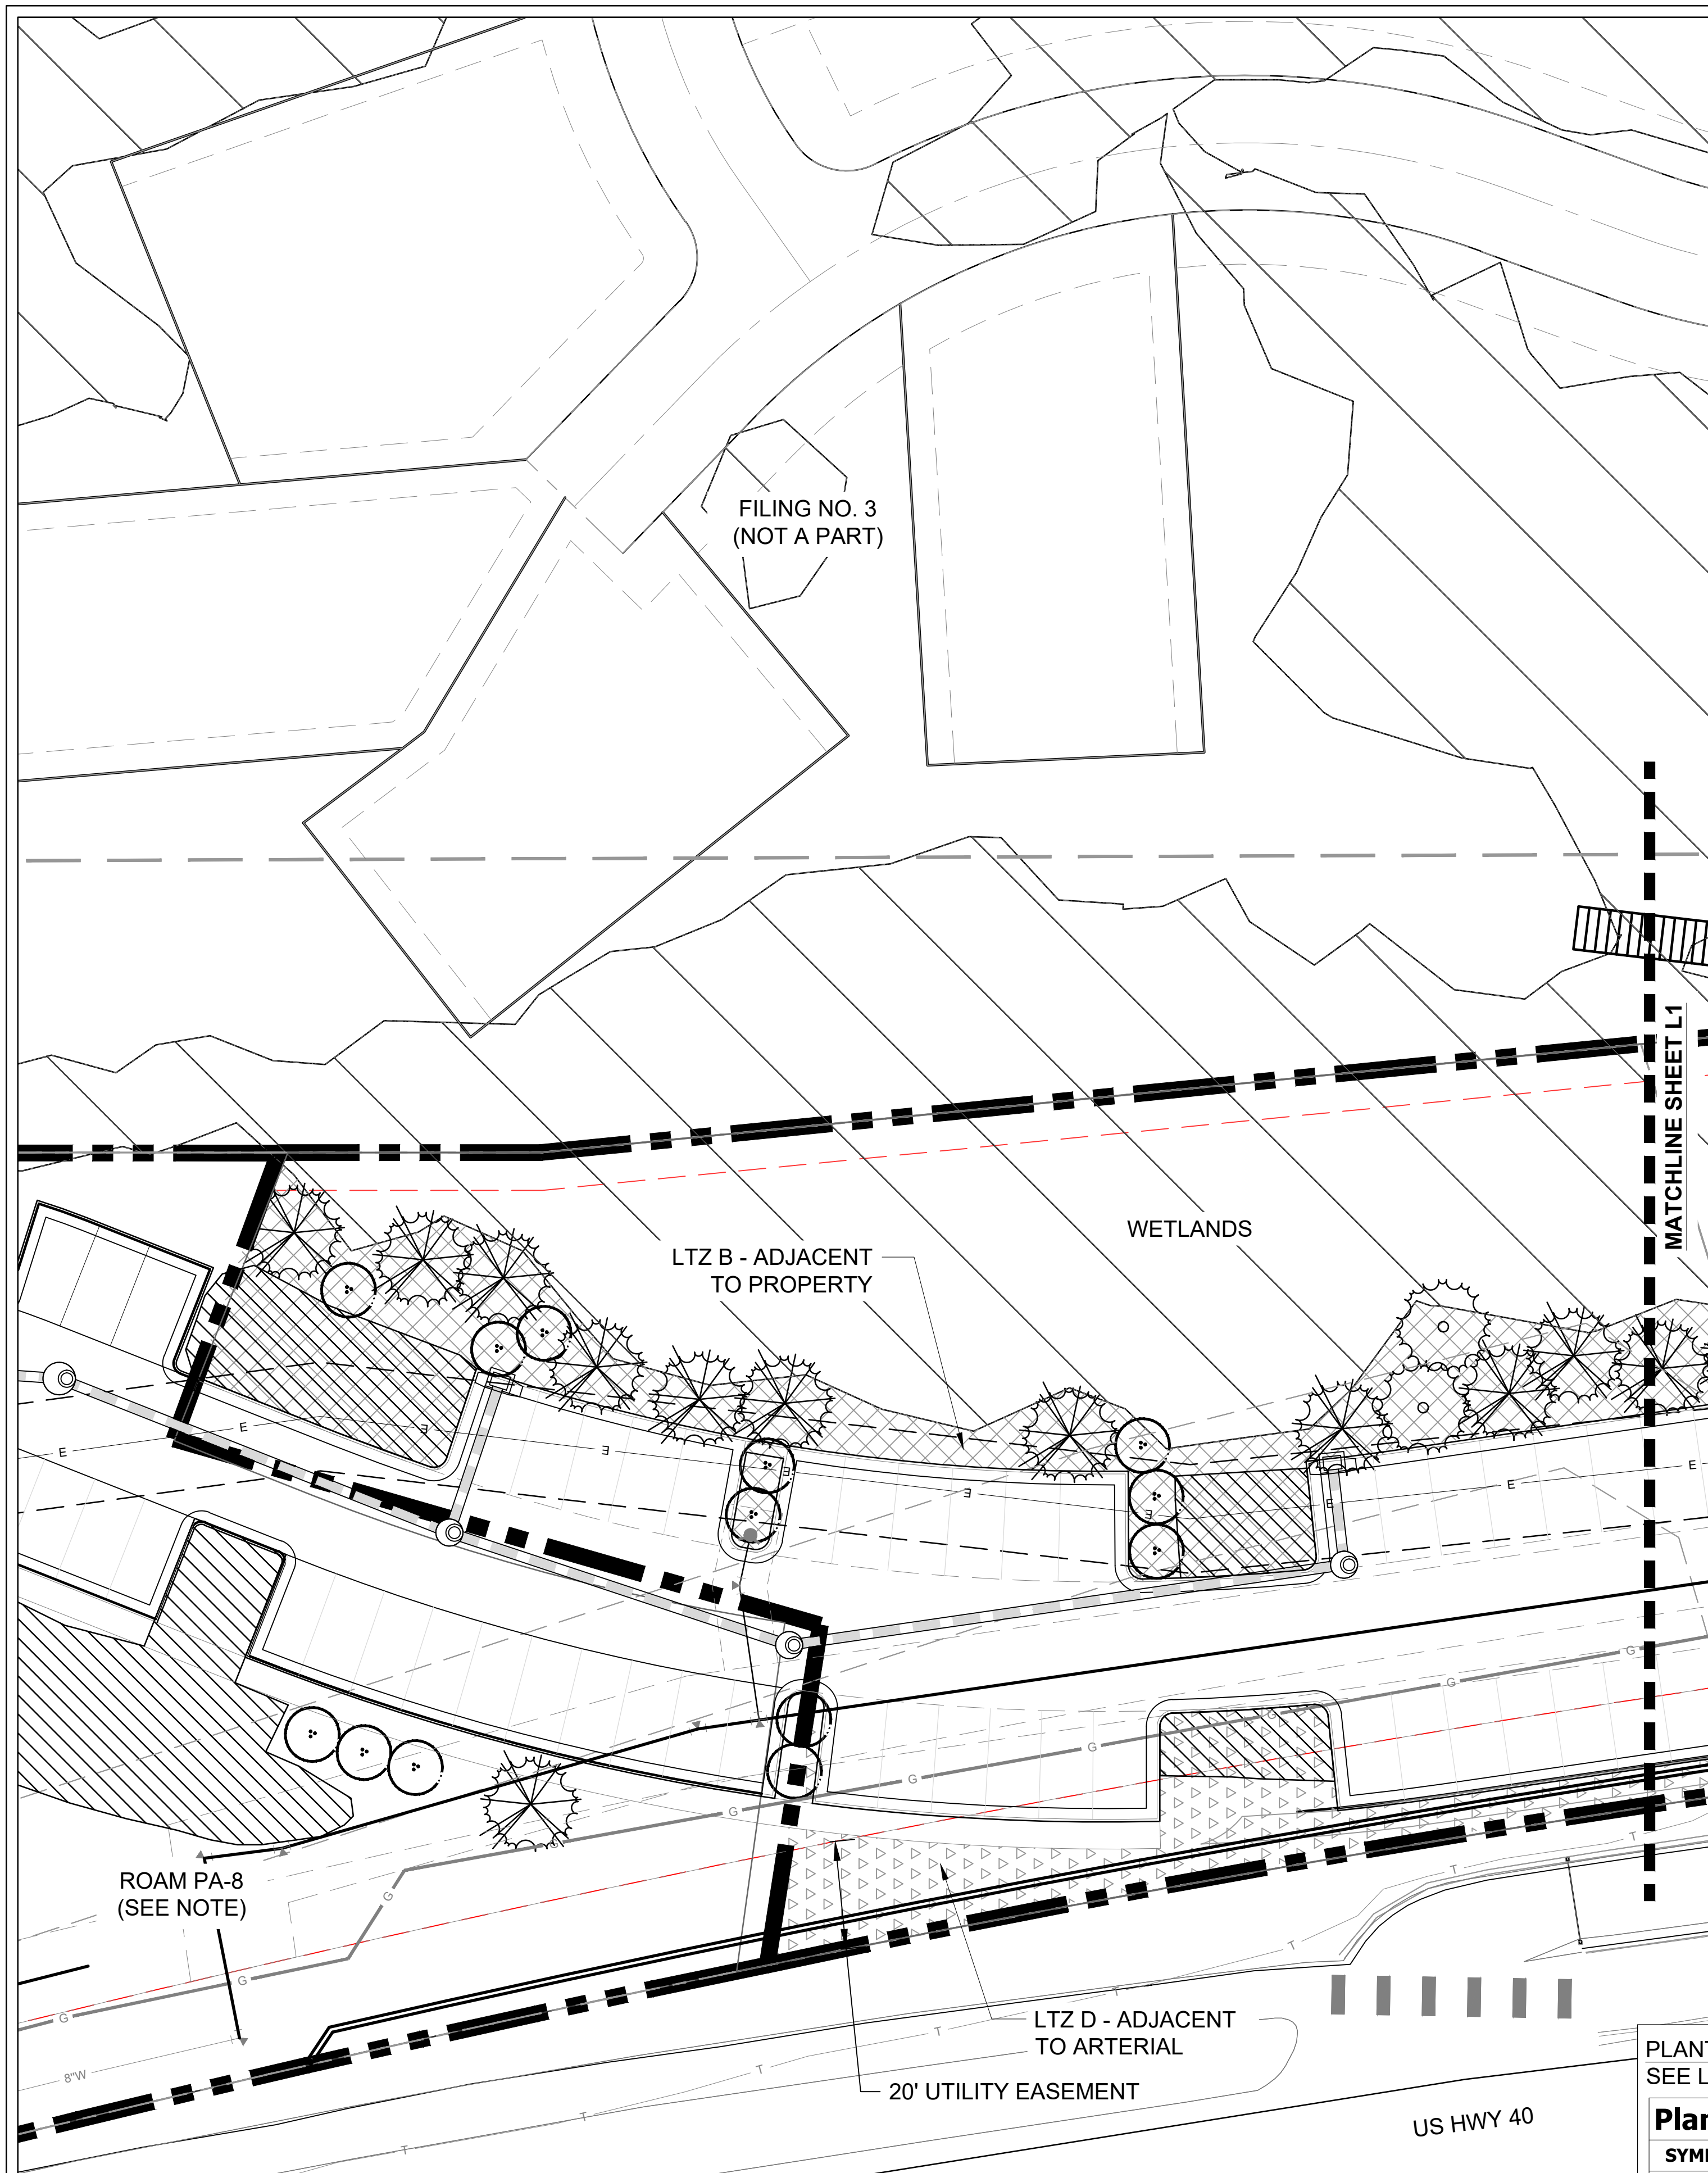 FILING NO. 3
(NOT A PART)
MATCHLINE SHEET L1
WETLANDS
LTZ B - ADJACENT
TO PROPERTY
E
E
E
E
E
E
E
E
E
E
G
G
G
G
G
G
G
G
G
G
ROAM PA-8
(SEE NOTE)
8"W
T
T
T
T
T
T
T
LTZ D - ADJACENT
TO ARTERIAL
20' UTILITY EASEMENT
US HWY 40
SEE